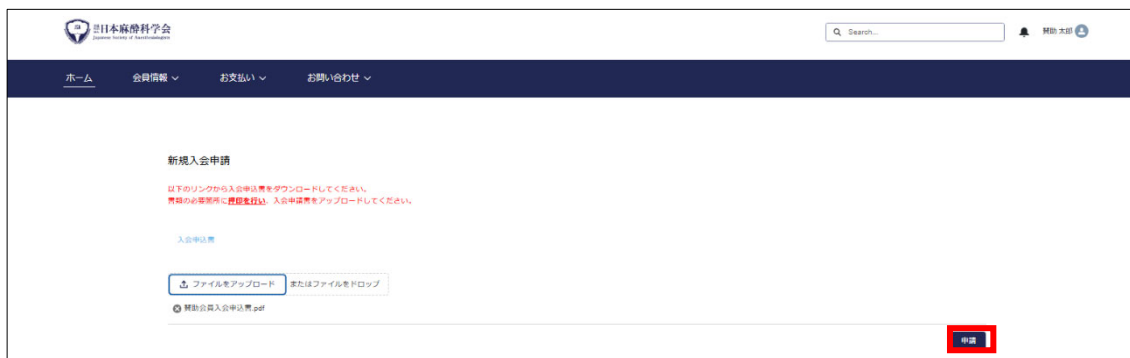 公益社団法人日本麻酔科学会
Japanese Society of Anesthesiologists
Search...
賛助 太郎
ホーム
会員情報
お支払い
お問い合わせ
新規入会申請
以下のリンクから入会申込書をダウンロードしてください。
書類の必要箇所に押印を行い、入会申請書をアップロードしてください。
入会申込書
ファイルをアップロード
またはファイルをドロップ
賛助会員入会申込書.pdf
申請